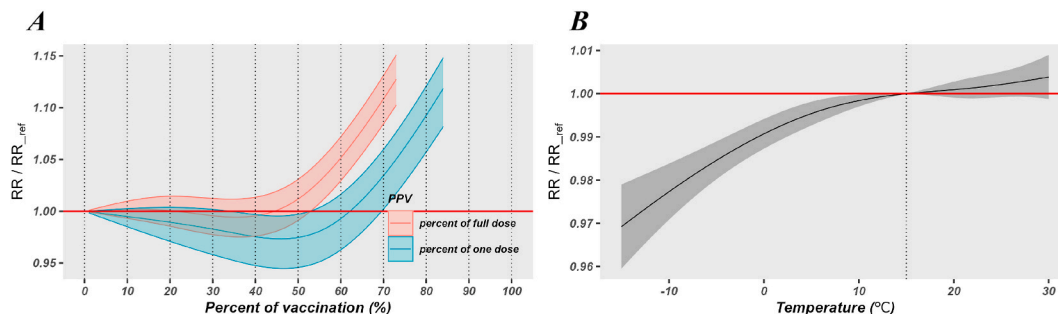 A
B
1.15
1.10
1.05
1.00
0.95
RR / RR_ref
PPV
percent of full dose
percent of one dose
0 10 20 30 40 50 60 70 80 90 100
Percent of vaccination (%)
1.01
1.00
0.99
0.98
0.97
0.96
RR / RR_ref
-10 0 10 20 30
Temperature (℃)